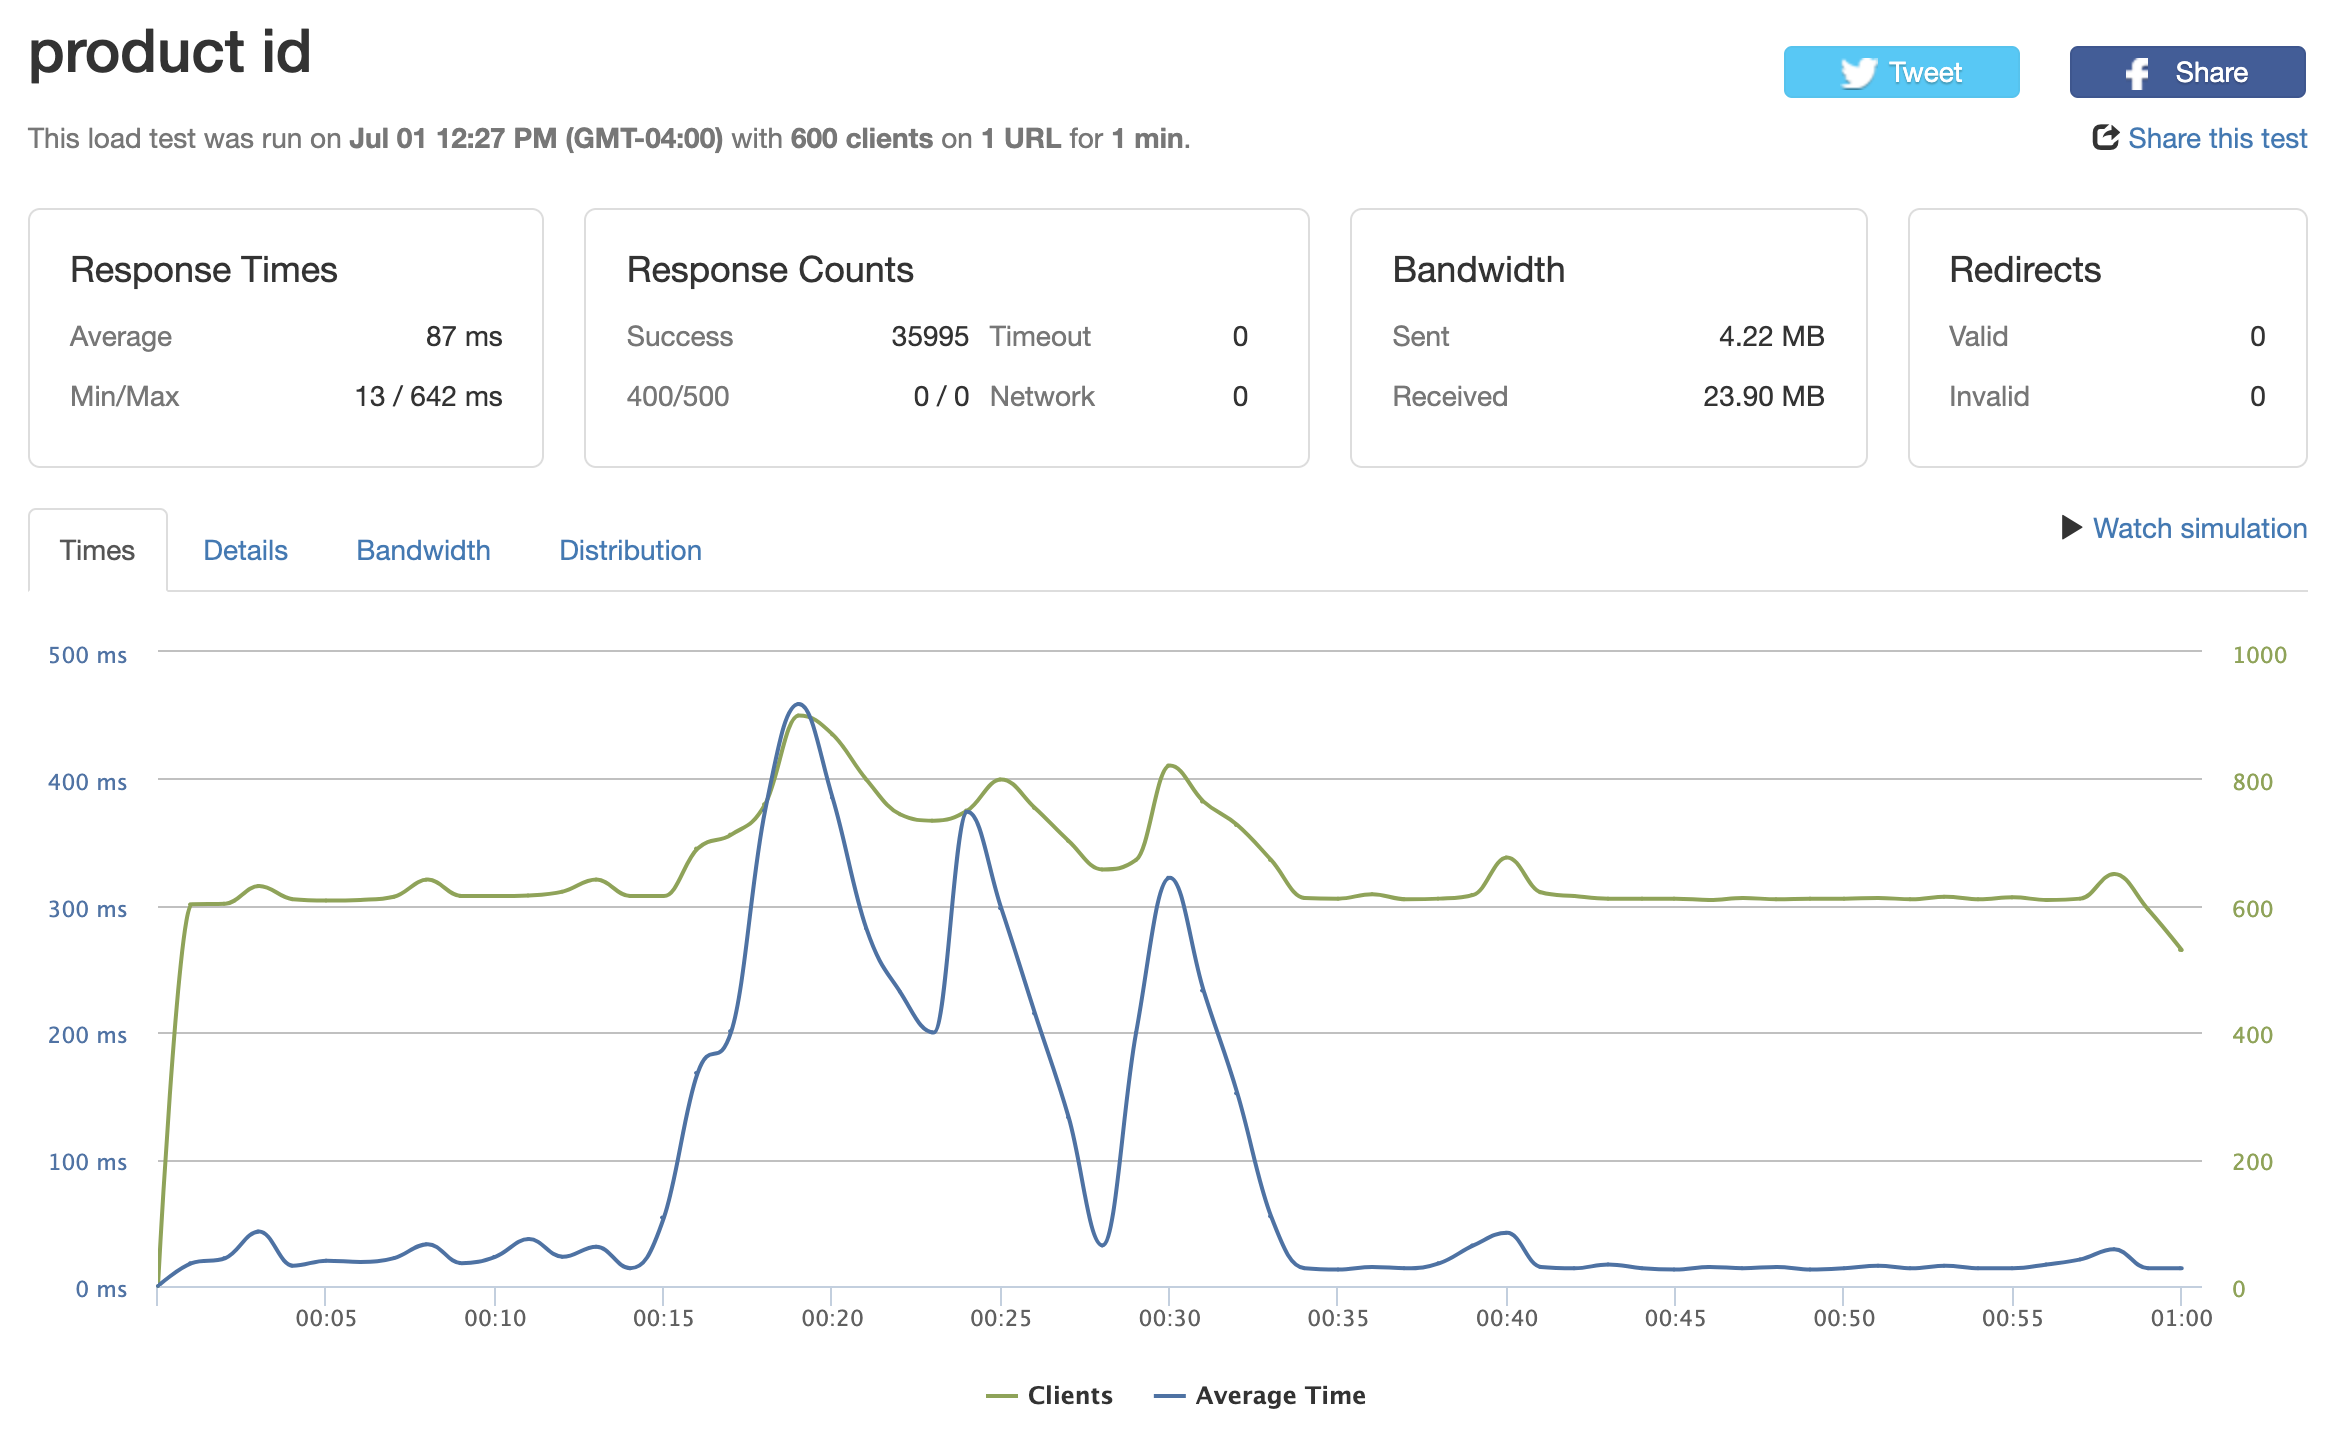 product id
Tweet
Share
This load test was run on Jul 01 12:27 PM (GMT-04:00) with 600 clients on 1 URL for 1 min.
Share this test
Response Times
Average 87 ms
Min/Max 13 / 642 ms
Response Counts
Success 35995 Timeout 0
400/500 0 / 0 Network 0
Bandwidth
Sent 4.22 MB
Received 23.90 MB
Redirects
Valid 0
Invalid 0
Times Details Bandwidth Distribution
Watch simulation
500 ms 1000
400 ms 800
300 ms 600
200 ms 400
100 ms 200
0 ms 0
00:05 00:10 00:15 00:20 00:25 00:30 00:35 00:40 00:45 00:50 00:55 01:00
Clients Average Time